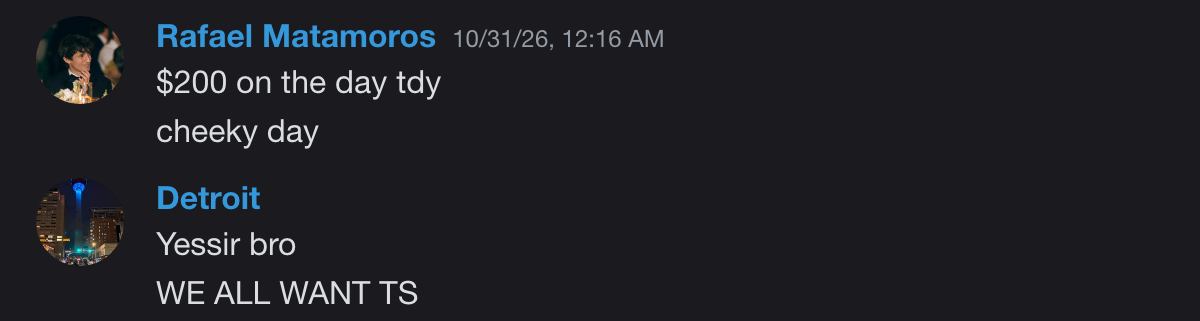 Rafael Matamoros 10/31/26, 12:16 AM
$200 on the day tdy
cheeky day
Detroit
Yessir bro
WE ALL WANT TS